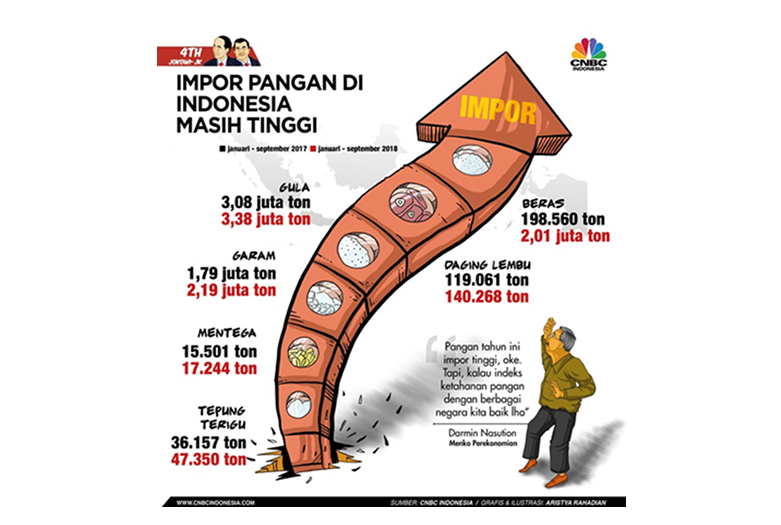 4TH
JOKOWI-JK
CNBC
INDONESIA
IMPOR PANGAN DI
INDONESIA
MASIH TINGGI
januari - september 2017 januari - september 2018
IMPOR
GULA
3,08 juta ton
3,38 juta ton
BERAS
198.560 ton
2,01 juta ton
GARAM
1,79 juta ton
2,19 juta ton
DAGING LEMBU
119.061 ton
140.268 ton
MENTEGA
15.501 ton
17.244 ton
TEPUNG
TERIGU
36.157 ton
47.350 ton
“
Pangan tahun ini
impor tinggi, oke.
Tapi, kalau indeks
ketahanan pangan
dengan berbagai
negara kita baik lho”
Darmin Nasution
Menko Perekonomian
WWW.CNBCINDONESIA.COM
SUMBER: CNBC INDONESIA / GRAFIS & ILUSTRASI: ARISTYA RAHADIAN